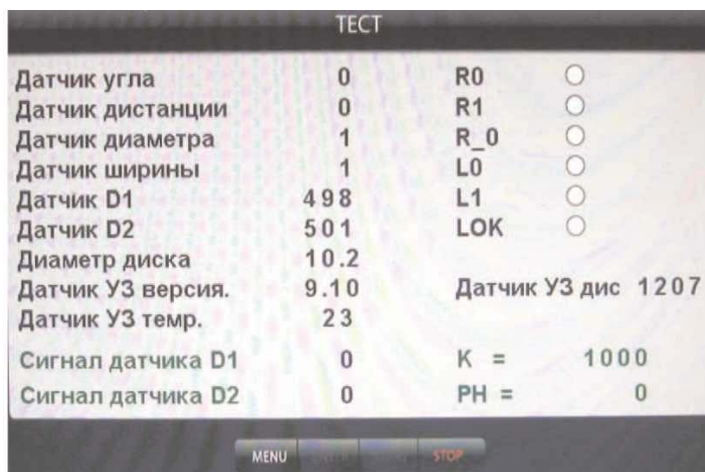 ТЕСТ
Датчик угла 0 R0
Датчик дистанции 0 R1
Датчик диаметра 1 R_0
Датчик ширины 1 L0
Датчик D1 498 L1
Датчик D2 501 LOK
Диаметр диска 10.2
Датчик УЗ версия. 9.10 Датчик УЗ дис 1207
Датчик УЗ темр. 23
Сигнал датчика D1 0 K = 1000
Сигнал датчика D2 0 PH = 0
MENU STOP